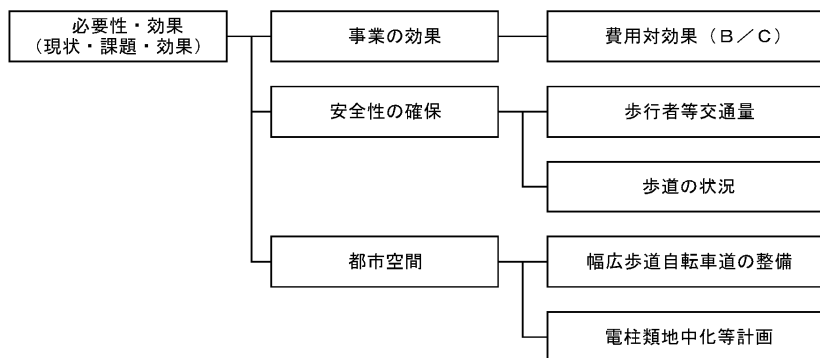 必要性・効果
(現状・課題・効果)
事業の効果
費用対効果(B/C)
安全性の確保
歩行者等交通量
歩道の状況
都市空間
幅広歩道自転車道の整備
電柱類地中化等計画